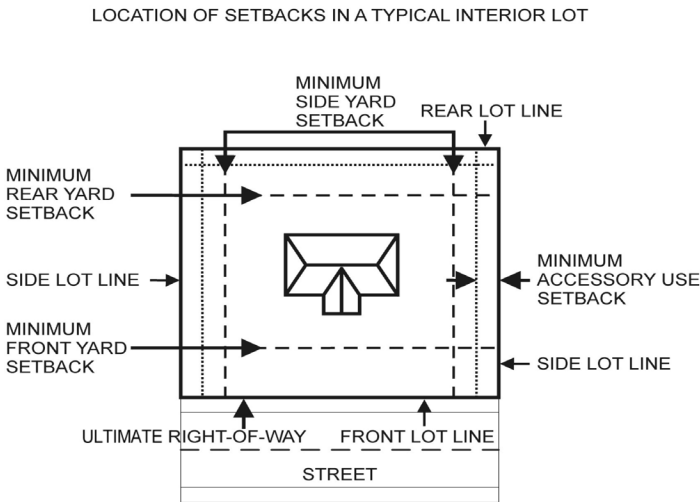 LOCATION OF SETBACKS IN A TYPICAL INTERIOR LOT
MINIMUM
SIDE YARD
SETBACK
REAR LOT LINE
MINIMUM
REAR YARD
SETBACK
SIDE LOT LINE
MINIMUM
ACCESSORY USE
SETBACK
MINIMUM
FRONT YARD
SETBACK
SIDE LOT LINE
ULTIMATE RIGHT-OF-WAY
FRONT LOT LINE
STREET